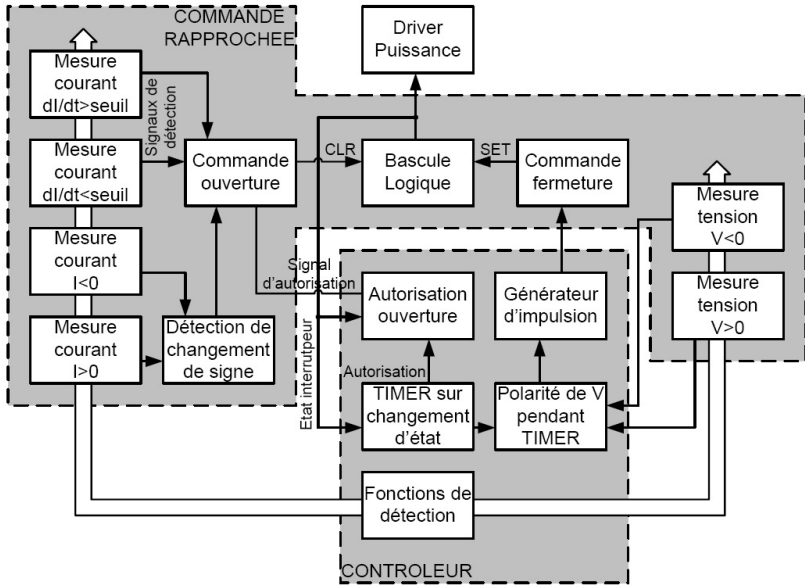 COMMANDE
RAPPROCHEE
Driver
Puissance
Mesure
courant
dI/dt>seuil
Signaux de
détection
Mesure
courant
dI/dt<seuil
Commande
ouverture
CLR
Bascule
Logique
SET
Commande
fermeture
Mesure
tension
V<0
Mesure
courant
I<0
Signal
d'autorisation
Autorisation
ouverture
Générateur
d'impulsion
Mesure
tension
V>0
Mesure
courant
I>0
Détection de
changement
de signe
Etat interrutpeur
Autorisation
TIMER sur
changement
d'état
Polarité de V
pendant
TIMER
Fonctions de
détection
CONTROLEUR